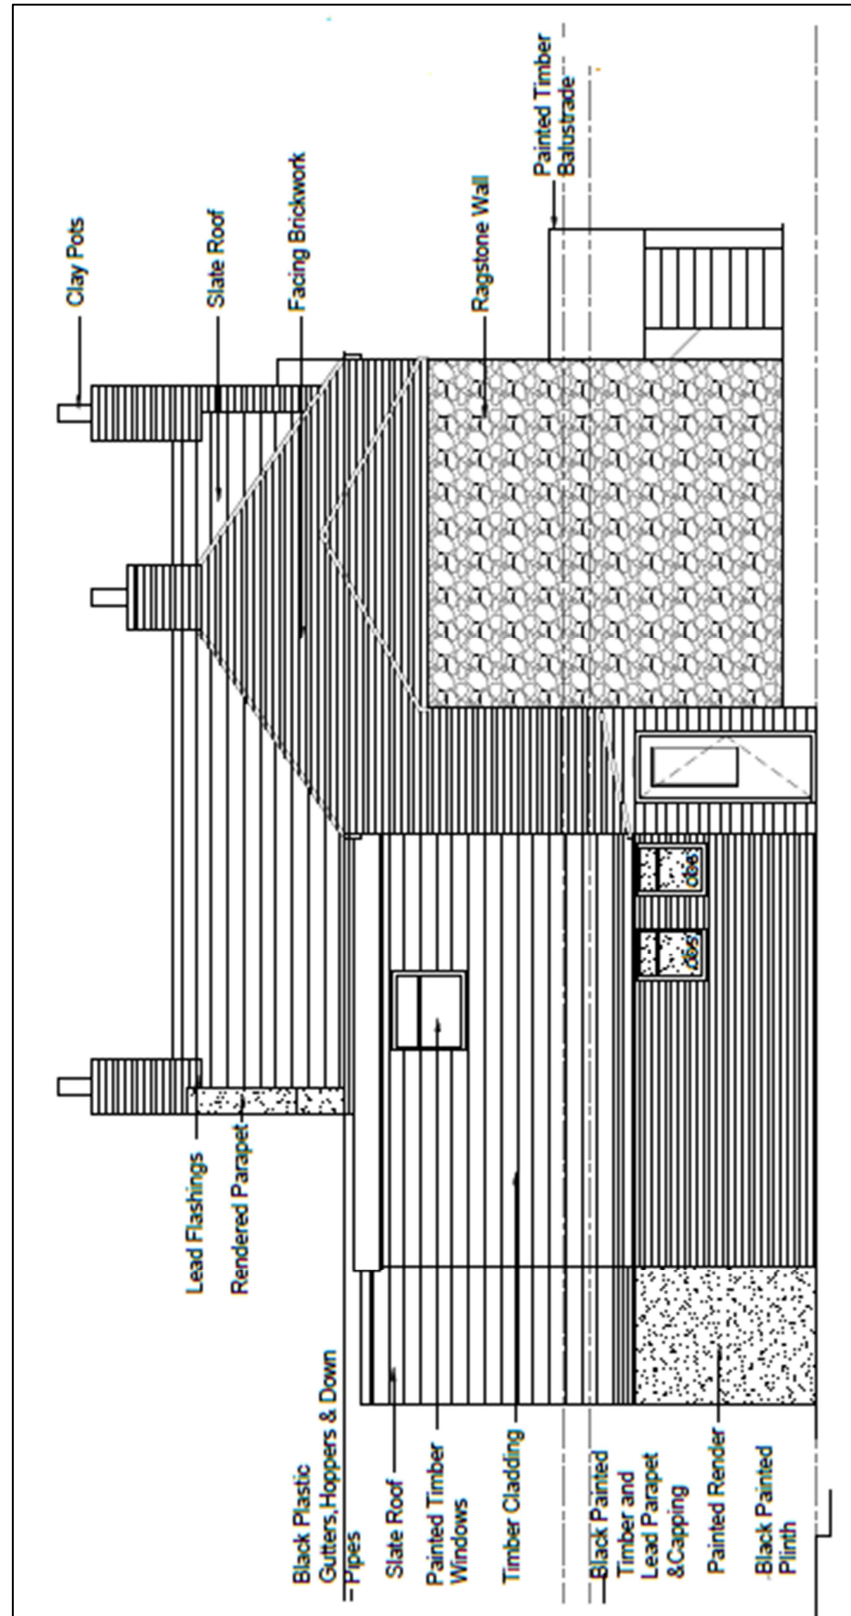 Clay Pots
Slate Roof
Facing Brickwork
Ragstone Wall
Painted Timber
Balustrade
Lead Flashings
Rendered Parapet
Black Plastic
Gutters,Hoppers & Down
Pipes
Slate Roof
Painted Timber
Windows
Timber Cladding
Black Painted
Timber and
Lead Parapet
&Capping
Painted Render
Black Painted
Plinth
obs
obs